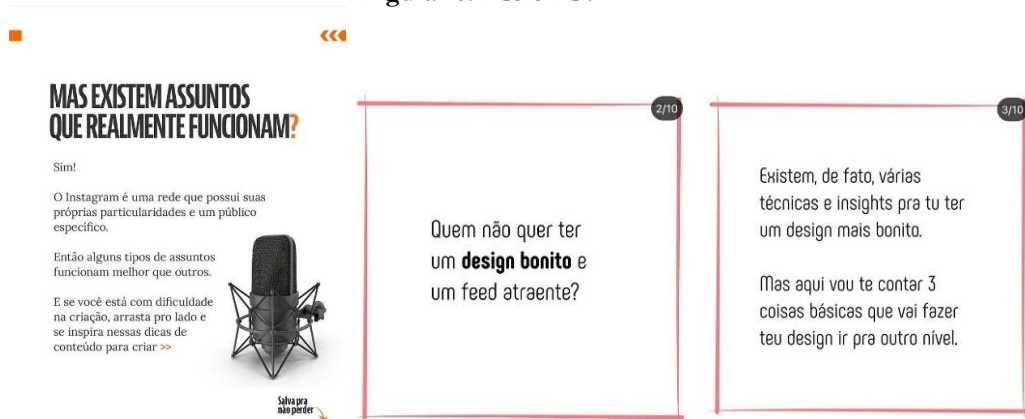 MAS EXISTEM ASSUNTOS
QUE REALMENTE FUNCIONAM?
Sim!
O Instagram é uma rede que possui suas
próprias particularidades e um público
específico.
Então alguns tipos de assuntos
funcionam melhor que outros.
E se você está com dificuldade
na criação, arrasta pro lado e
se inspira nessas dicas de
conteúdo para criar >>
Salva pra
não perder
2/10
Quem não quer ter
um design bonito e
um feed atraente?
3/10
Existem, de fato, várias
técnicas e insights pra tu ter
um design mais bonito.
Mas aqui vou te contar 3
coisas básicas que vai fazer
teu design ir pra outro nível.